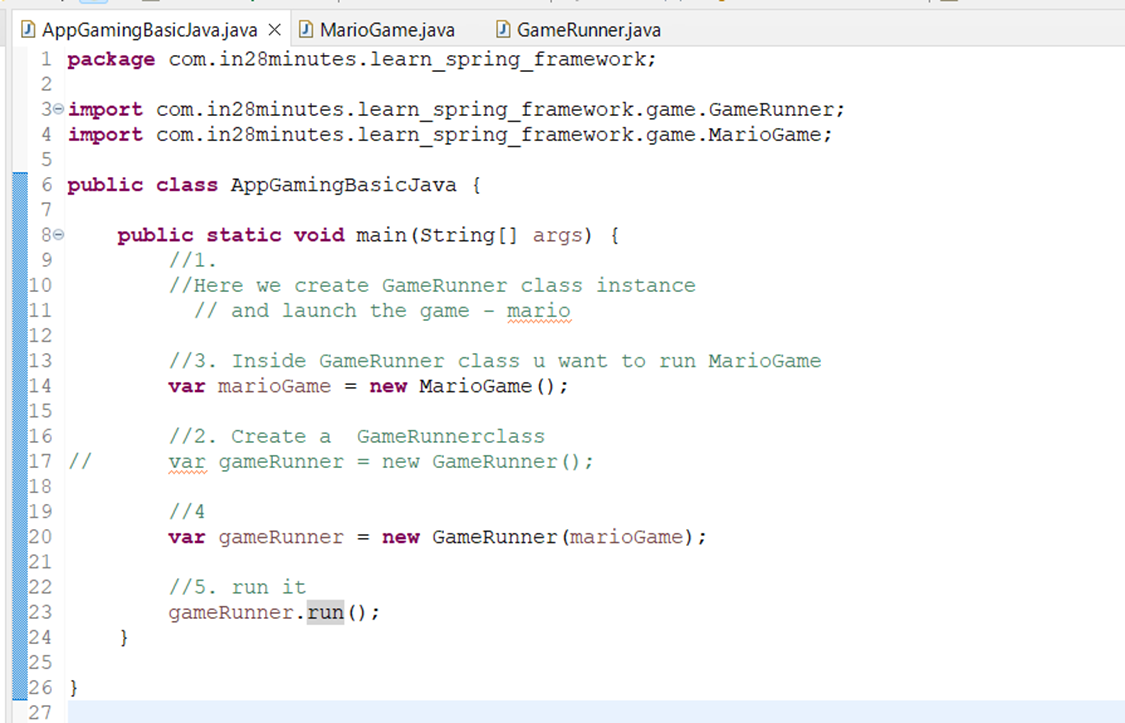 AppGamingBasicJava.java MarioGame.java GameRunner.java
1 package com.in28minutes.learn_spring_framework;
2
3 import com.in28minutes.learn_spring_framework.game.GameRunner;
4 import com.in28minutes.learn_spring_framework.game.MarioGame;
5
6 public class AppGamingBasicJava {
7
8     public static void main(String[] args) {
9         //1.
10         //Here we create GameRunner class instance
11           // and launch the game - mario
12
13         //3. Inside GameRunner class u want to run MarioGame
14         var marioGame = new MarioGame();
15
16         //2. Create a  GameRunnerclass
17 //      var gameRunner = new GameRunner();
18
19         //4
20         var gameRunner = new GameRunner(marioGame);
21
22         //5. run it
23         gameRunner.run();
24     }
25
26 }
27